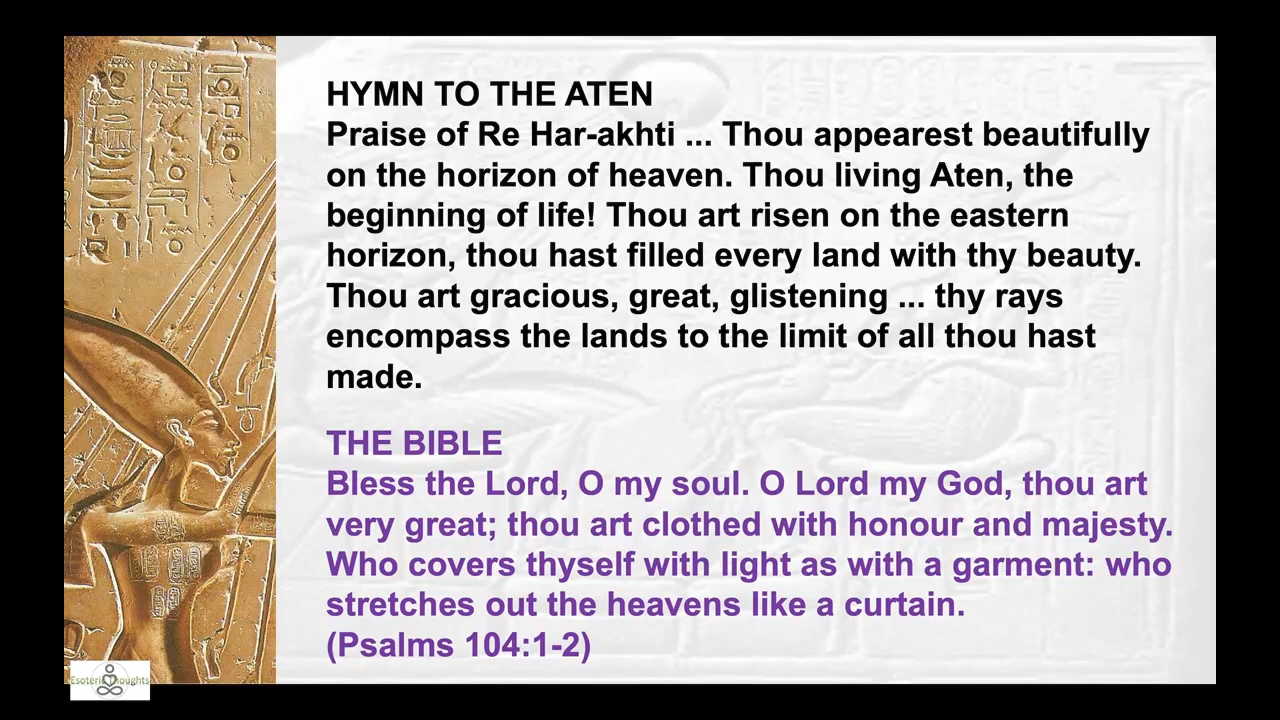 HYMN TO THE ATEN
Praise of Re Har-akhti ... Thou appearest beautifully
on the horizon of heaven. Thou living Aten, the
beginning of life! Thou art risen on the eastern
horizon, thou hast filled every land with thy beauty.
Thou art gracious, great, glistening ... thy rays
encompass the lands to the limit of all thou hast
made.
THE BIBLE
Bless the Lord, O my soul. O Lord my God, thou art
very great; thou art clothed with honour and majesty.
Who covers thyself with light as with a garment: who
stretches out the heavens like a curtain.
(Psalms 104:1-2)
Esoteric Thoughts